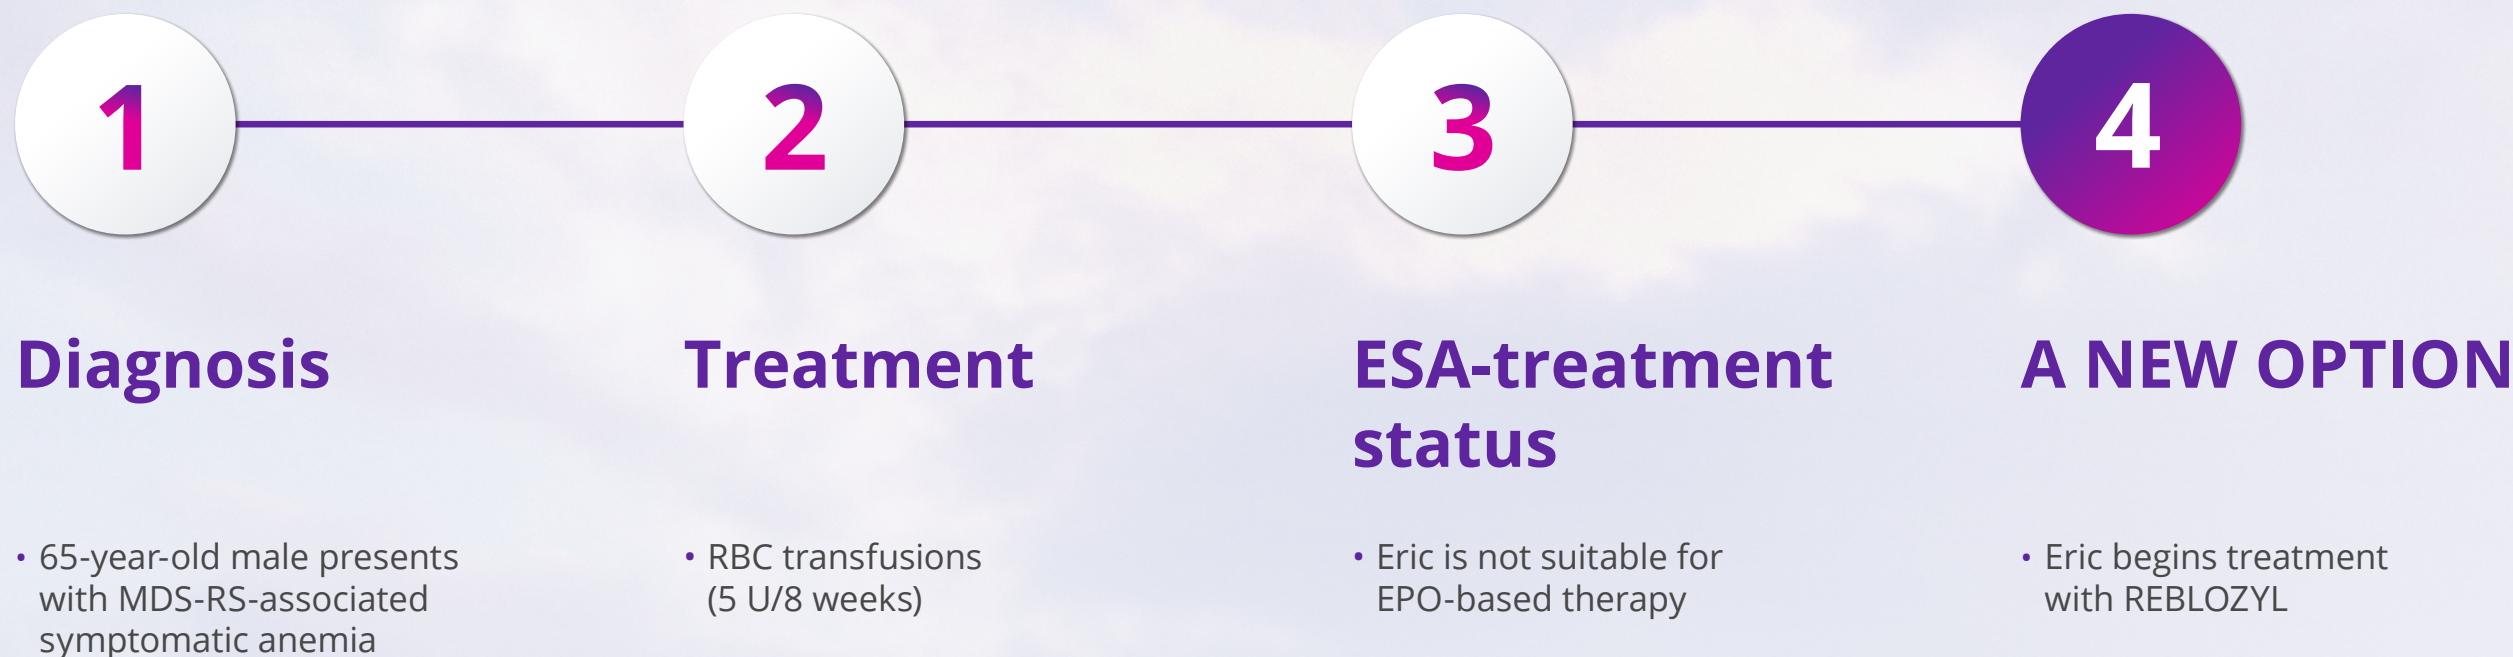 1
2
3
4
Diagnosis
• 65-year-old male presents
with MDS-RS-associated
symptomatic anemia
Treatment
• RBC transfusions
(5 U/8 weeks)
ESA-treatment
status
• Eric is not suitable for
EPO-based therapy
A NEW OPTION
• Eric begins treatment
with REBLOZYL